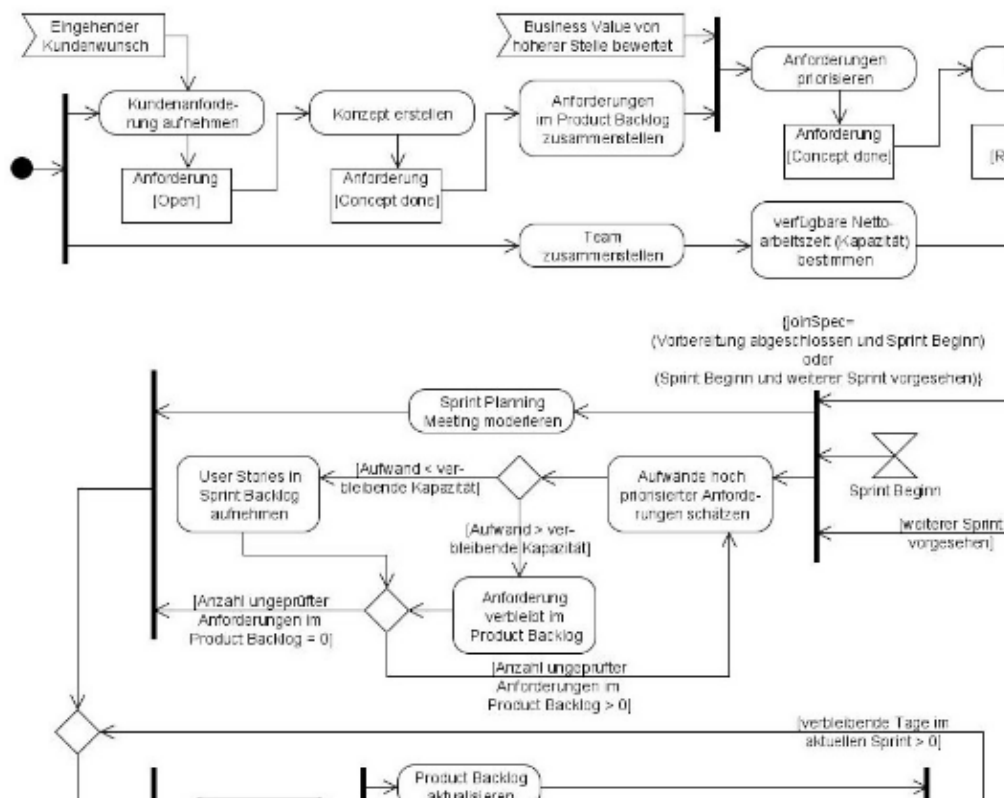 Eingehender
Kundenwunsch
Business Value von
höherer Stelle bewertet
Anforderungen
priorisieren
Kundenanforde-
rung aufnehmen
Konzept erstellen
Anforderungen
im Product Backlog
zusammenstellen
Anforderung
[Open]
Anforderung
[Concept done]
Anforderung
[Concept done]
[R
Team
zusammenstellen
verfügbare Netto-
arbeitszeit (Kapazität)
bestimmen
{joinSpec=
(Vorbereitung abgeschlossen und Sprint Beginn)
oder
(Sprint Beginn und weiterer Sprint vorgesehen)}
Sprint Planning
Meeting moderieren
User Stories in
Sprint Backlog
aufnehmen
[Aufwand < ver-
bleibende Kapazität]
Aufwände hoch
priorisierter Anforde-
rungen schätzen
Sprint Beginn
[Aufwand > ver-
bleibende Kapazität]
[weiterer Sprint
vorgesehen]
[Anzahl ungeprüfter
Anforderungen im
Product Backlog = 0]
Anforderung
verbleibt im
Product Backlog
[Anzahl ungeprüfter
Anforderungen im
Product Backlog > 0]
[verbleibende Tage im
aktuellen Sprint > 0]
Product Backlog
aktualisieren